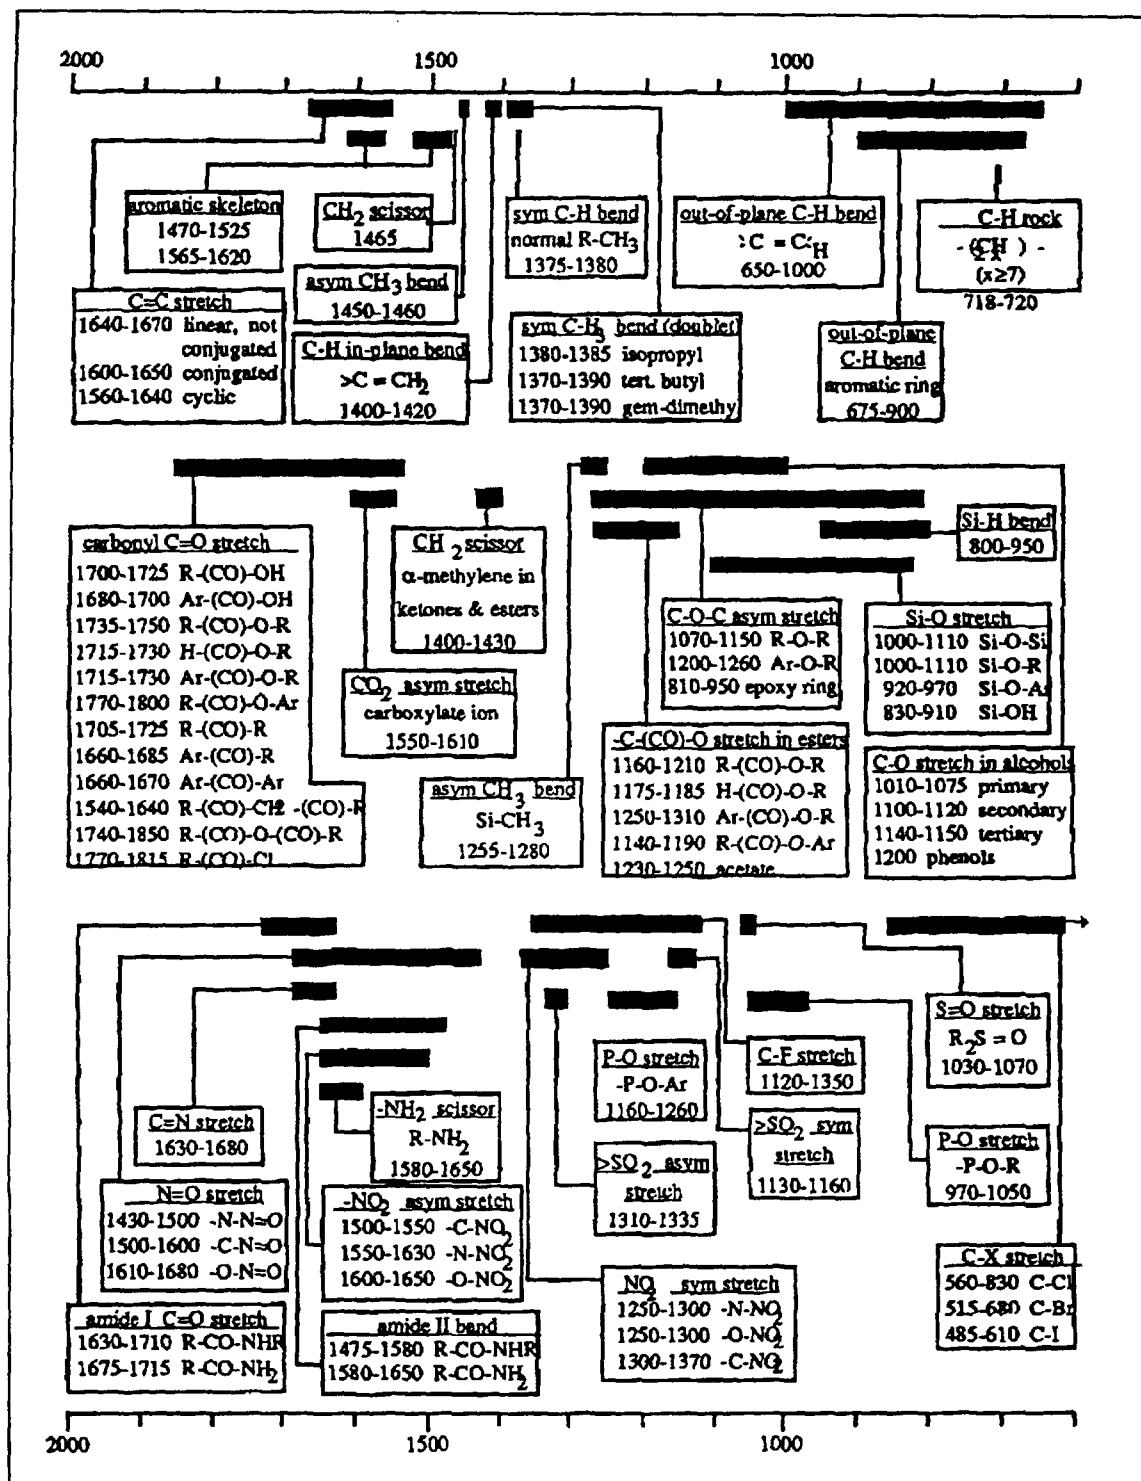 2000 1500 1000
aromatic skeleton
1470-1525
1565-1620
CH2 scissor
1465
sym C-H bend
normal R-CH3
1375-1380
out-of-plane C-H bend
>C = C H
650-1000
C-H rock
-(CH2)x-
(x≥7)
718-720
C=C stretch
1640-1670 linear, not
conjugated
1600-1650 conjugated
1560-1640 cyclic
asym CH3 bend
1450-1460
C-H in-plane bend
>C = CH2
1400-1420
sym C-H3 bend (doublet)
1380-1385 isopropyl
1370-1390 tert. butyl
1370-1390 gem-dimethy
out-of-plane
C-H bend
aromatic ring
675-900
carbonyl C=O stretch
1700-1725 R-(CO)-OH
1680-1700 Ar-(CO)-OH
1735-1750 R-(CO)-O-R
1715-1730 H-(CO)-O-R
1715-1730 Ar-(CO)-O-R
1770-1800 R-(CO)-O-Ar
1705-1725 R-(CO)-R
1660-1685 Ar-(CO)-R
1660-1670 Ar-(CO)-Ar
1540-1640 R-(CO)-CH2 -(CO)-R
1740-1850 R-(CO)-O-(CO)-R
1770-1815 R-(CO)-Cl
CH2 scissor
α-methylene in
ketones & esters
1400-1430
CO2 asym stretch
carboxylate ion
1550-1610
asym CH3 bend
Si-CH3
1255-1280
Si-H bend
800-950
C-O-C asym stretch
1070-1150 R-O-R
1200-1260 Ar-O-R
810-950 epoxy ring
Si-O stretch
1000-1110 Si-O-Si
1000-1110 Si-O-R
920-970 Si-O-Ar
830-910 Si-OH
-C-(CO)-O stretch in esters
1160-1210 R-(CO)-O-R
1175-1185 H-(CO)-O-R
1250-1310 Ar-(CO)-O-R
1140-1190 R-(CO)-O-Ar
1230-1250 acetate
C-O stretch in alcohols
1010-1075 primary
1100-1120 secondary
1140-1150 tertiary
1200 phenols
C=N stretch
1630-1680
N=O stretch
1430-1500 -N-N=O
1500-1600 -C-N=O
1610-1680 -O-N=O
amide I C=O stretch
1630-1710 R-CO-NHR
1675-1715 R-CO-NH2
-NH2 scissor
R-NH2
1580-1650
-NO2 asym stretch
1500-1550 -C-NO2
1550-1630 -N-NO2
1600-1650 -O-NO2
amide II band
1475-1580 R-CO-NHR
1580-1650 R-CO-NH2
P-O stretch
-P-O-Ar
1160-1260
>SO2 asym
stretch
1310-1335
NO2 sym stretch
1250-1300 -N-NO2
1250-1300 -O-NO2
1300-1370 -C-NO2
C-F stretch
1120-1350
>SO2 sym
stretch
1130-1160
S=O stretch
R2S = O
1030-1070
P-O stretch
-P-O-R
970-1050
C-X stretch
560-830 C-Cl
515-680 C-Br
485-610 C-I
2000 1500 1000